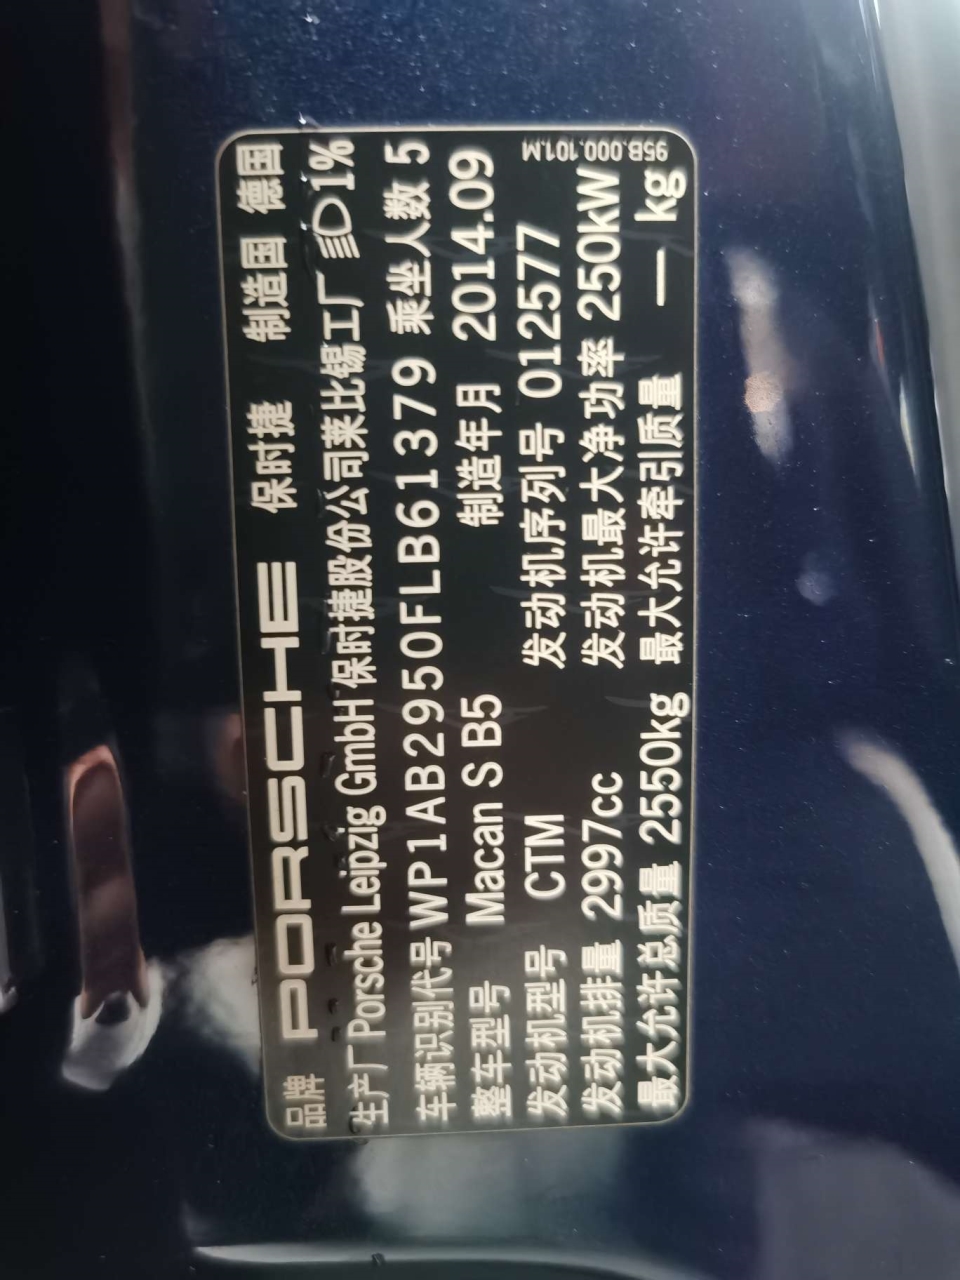 品牌 PORSCHE 保时捷 制造国 德国
生产厂 Porsche Leipzig GmbH 保时捷股份公司莱比锡工厂 1%
车辆识别代号 WP1AB2950FLB61379 乘坐人数 5
整车型号 Macan S B5 制造年月 2014.09
发动机型号 CTM 发动机序列号 012577
发动机排量 2997cc 发动机最大净功率 250kW
最大允许总质量 2550kg 最大允许牵引质量 — kg
95B.000.101.M